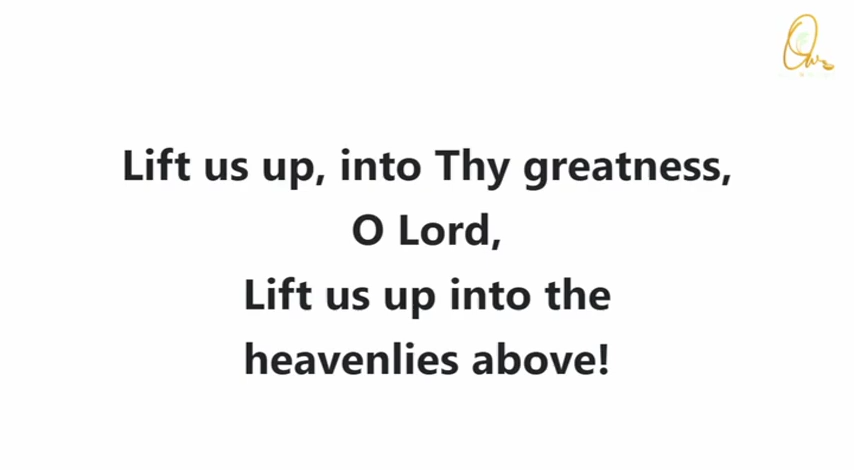 Lift us up, into Thy greatness,
O Lord,
Lift us up into the
heavenlies above!